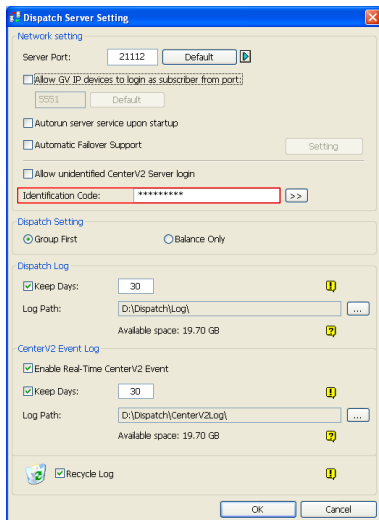 Dispatch Server Setting
Network setting
Server Port: 21112 Default
Allow GV IP devices to login as subscriber from port:
5551 Default
Autorun server service upon startup
Automatic Failover Support Setting
Allow unidentified CenterV2 Server login
Identification Code: ********* >>
Dispatch Setting
Group First Balance Only
Dispatch Log
Keep Days: 30 !
Log Path: D:\Dispatch\Log\ ...
Available space: 19.70 GB ?
CenterV2 Event Log
Enable Real-Time CenterV2 Event
Keep Days: 30 !
Log Path: D:\Dispatch\CenterV2Log\ ...
Available space: 19.70 GB ?
Recycle Log !
OK Cancel